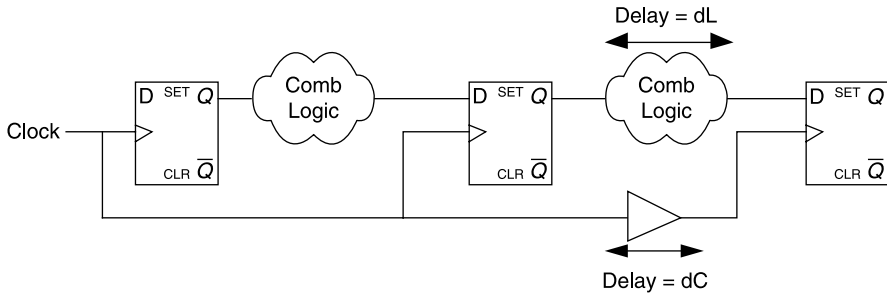 Delay = dL
D SET Q
Comb
Logic
D SET Q
Comb
Logic
D SET Q
Clock
CLR Q̅
CLR Q̅
CLR Q̅
Delay = dC